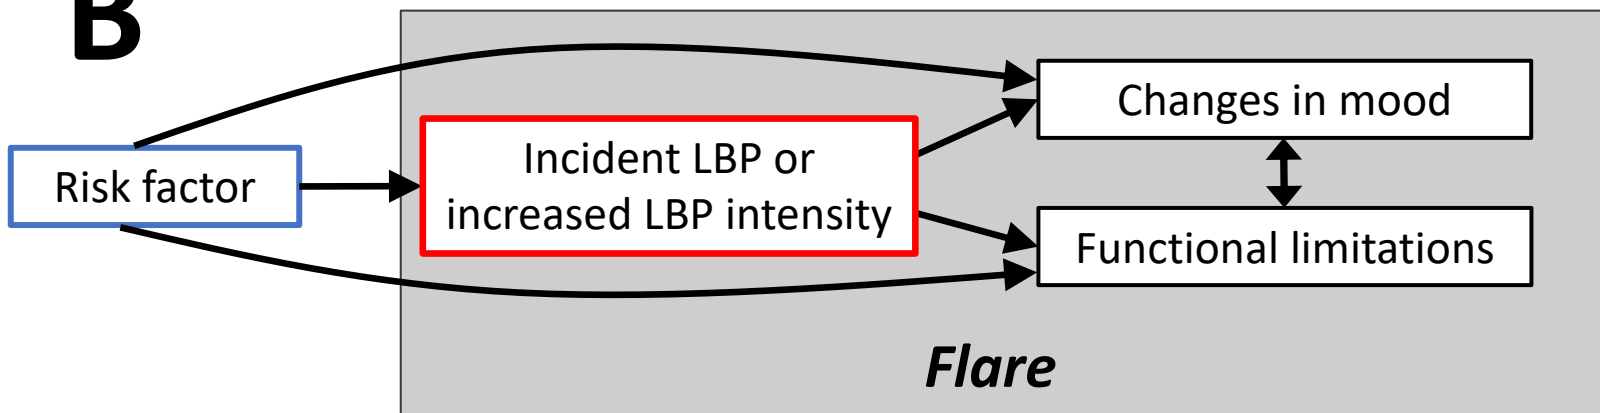 B
Risk factor
Incident LBP or
increased LBP intensity
Changes in mood
Functional limitations
Flare